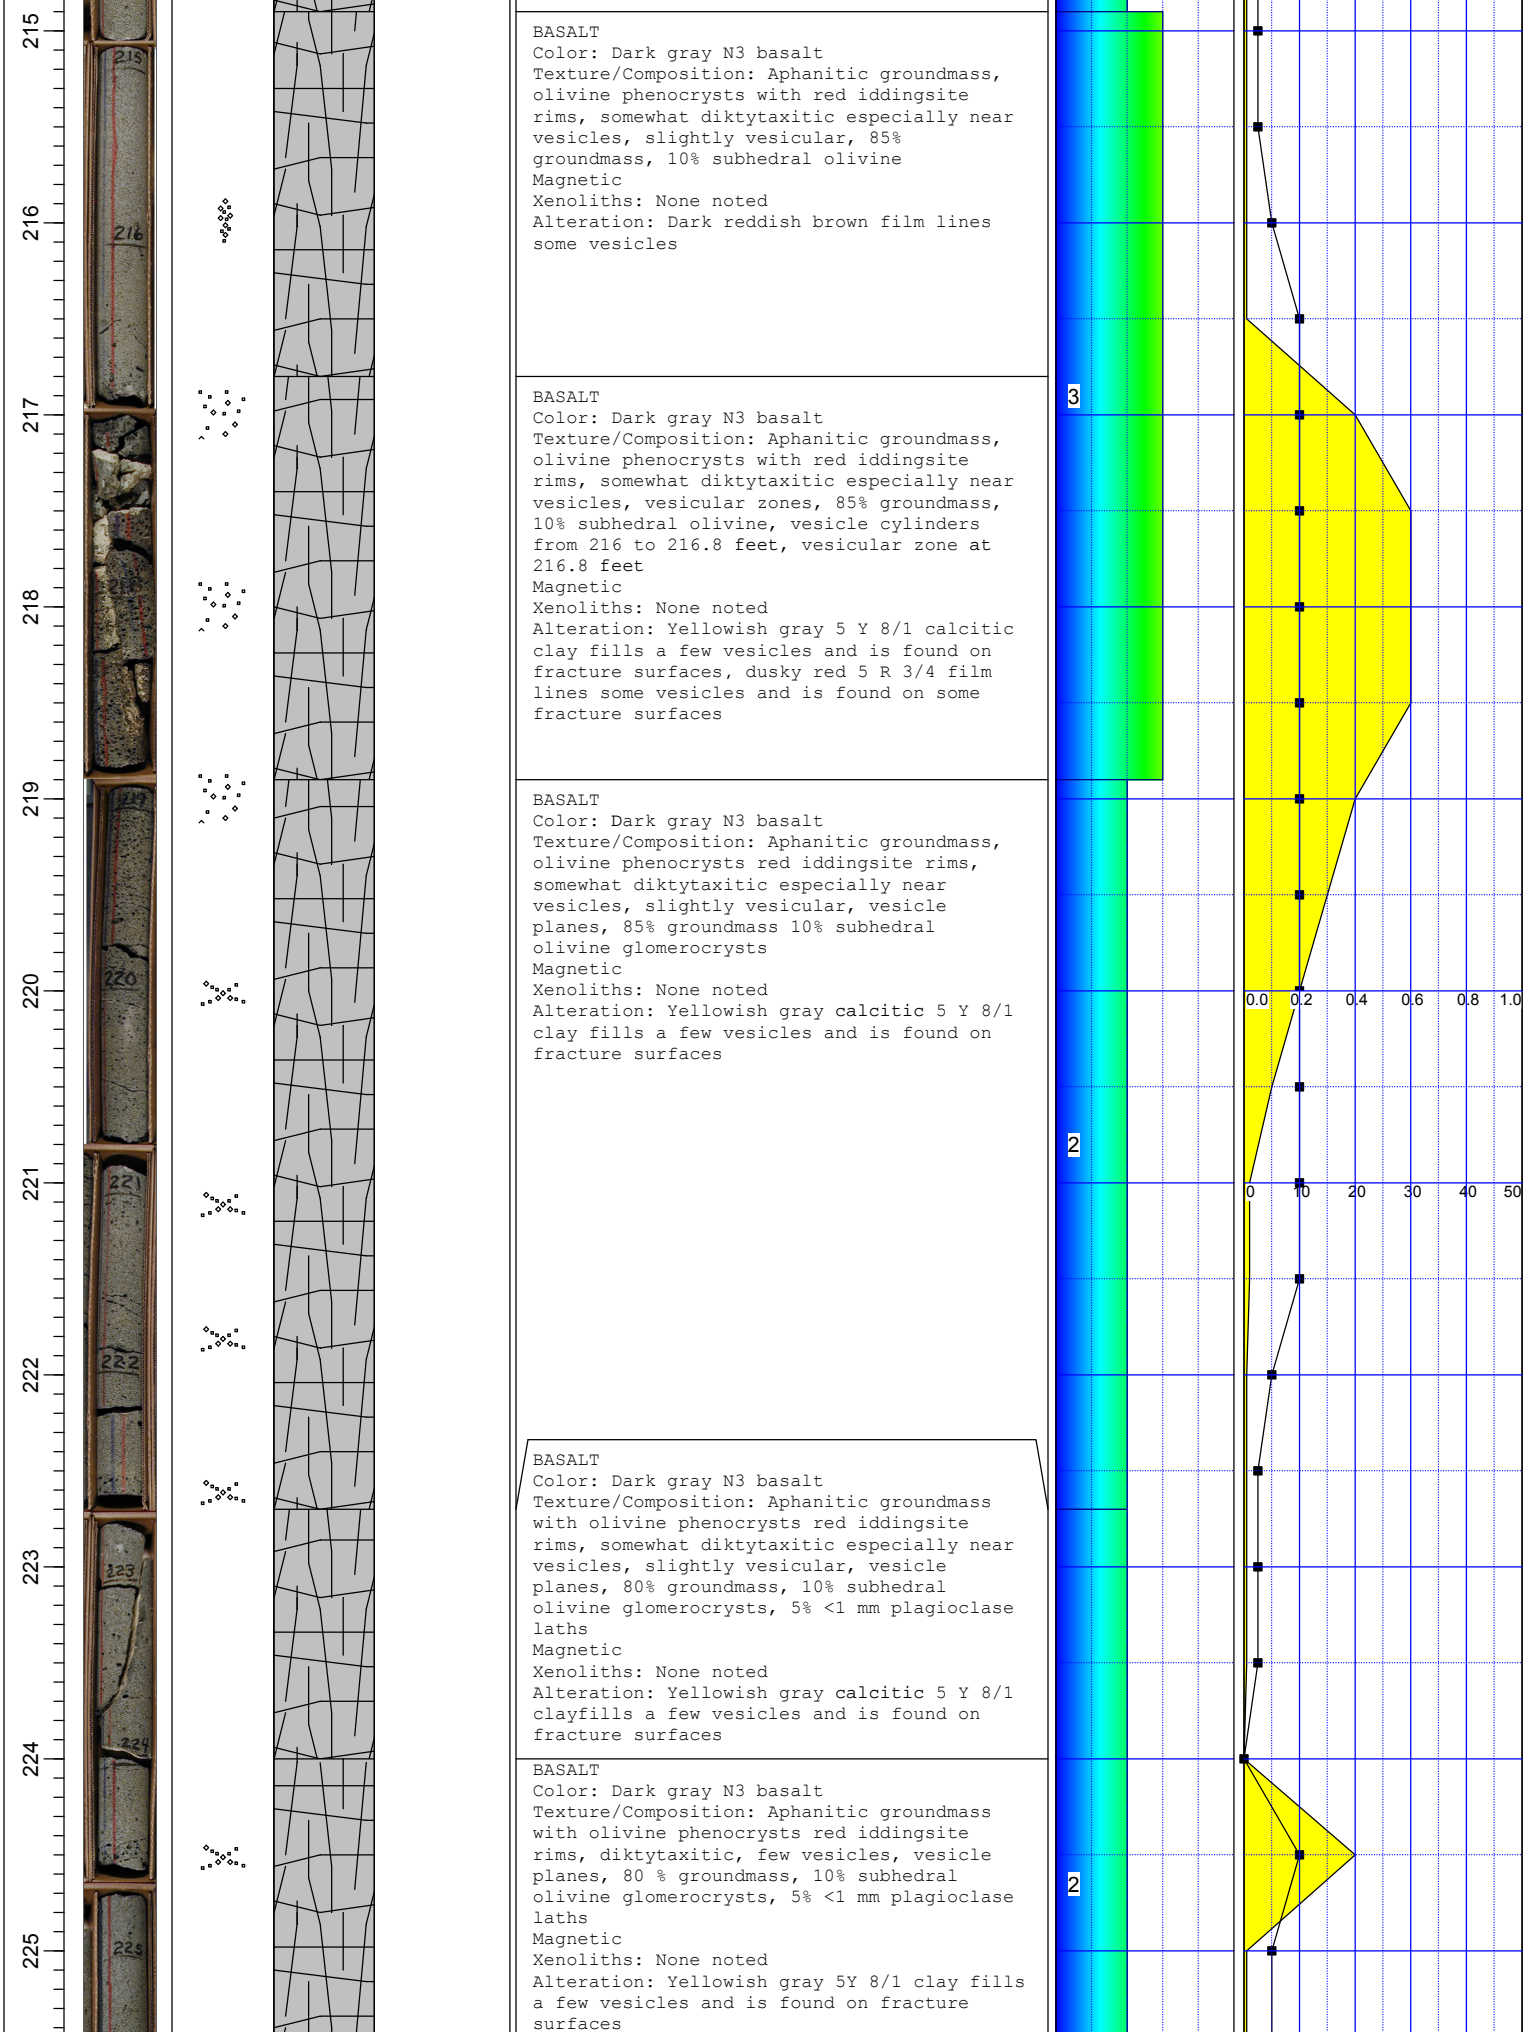 215
216
217
218
219
220
221
222
223
224
225
215
216
218
219
220
221
222
223
224
225
BASALT
Color: Dark gray N3 basalt
Texture/Composition: Aphanitic groundmass,
olivine phenocrysts with red iddingsite
rims, somewhat diktytaxitic especially near
vesicles, slightly vesicular, 85%
groundmass, 10% subhedral olivine
Magnetic
Xenoliths: None noted
Alteration: Dark reddish brown film lines
some vesicles
BASALT
Color: Dark gray N3 basalt
Texture/Composition: Aphanitic groundmass,
olivine phenocrysts with red iddingsite
rims, somewhat diktytaxitic especially near
vesicles, vesicular zones, 85% groundmass,
10% subhedral olivine, vesicle cylinders
from 216 to 216.8 feet, vesicular zone at
216.8 feet
Magnetic
Xenoliths: None noted
Alteration: Yellowish gray 5 Y 8/1 calcitic
clay fills a few vesicles and is found on
fracture surfaces, dusky red 5 R 3/4 film
lines some vesicles and is found on some
fracture surfaces
BASALT
Color: Dark gray N3 basalt
Texture/Composition: Aphanitic groundmass,
olivine phenocrysts red iddingsite rims,
somewhat diktytaxitic especially near
vesicles, slightly vesicular, vesicle
planes, 85% groundmass 10% subhedral
olivine glomerocrysts
Magnetic
Xenoliths: None noted
Alteration: Yellowish gray calcitic 5 Y 8/1
clay fills a few vesicles and is found on
fracture surfaces
BASALT
Color: Dark gray N3 basalt
Texture/Composition: Aphanitic groundmass
with olivine phenocrysts red iddingsite
rims, somewhat diktytaxitic especially near
vesicles, slightly vesicular, vesicle
planes, 80% groundmass, 10% subhedral
olivine glomerocrysts, 5% <1 mm plagioclase
laths
Magnetic
Xenoliths: None noted
Alteration: Yellowish gray calcitic 5 Y 8/1
clayfills a few vesicles and is found on
fracture surfaces
BASALT
Color: Dark gray N3 basalt
Texture/Composition: Aphanitic groundmass
with olivine phenocrysts red iddingsite
rims, diktytaxitic, few vesicles, vesicle
planes, 80 % groundmass, 10% subhedral
olivine glomerocrysts, 5% <1 mm plagioclase
laths
Magnetic
Xenoliths: None noted
Alteration: Yellowish gray 5Y 8/1 clay fills
a few vesicles and is found on fracture
surfaces
3
2
2
0.0 0.2 0.4 0.6 0.8 1.0
0 10 20 30 40 50